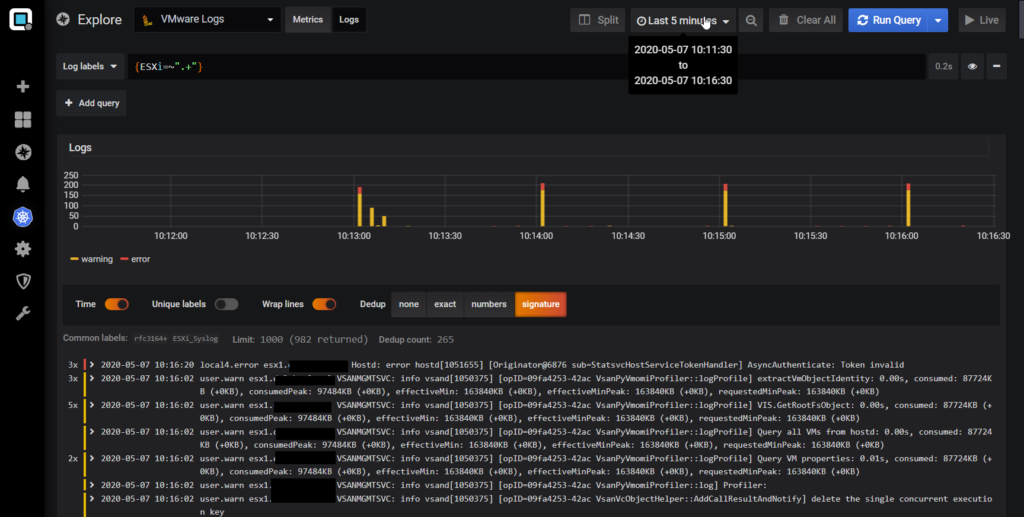 Explore
VMware Logs
Metrics
Logs
Split
Last 5 minutes
Clear All
Run Query
Live
2020-05-07 10:11:30
to
2020-05-07 10:16:30
Log labels
{ESXi=~".+"}
0.2s
Add query
Logs
250
200
150
100
50
0
10:12:00
10:12:30
10:13:00
10:13:30
10:14:00
10:14:30
10:15:00
10:15:30
10:16:00
10:16:30
warning
error
Time
Unique labels
Wrap lines
Dedup
none
exact
numbers
signature
Common labels: rfc3164+ ESXi_Syslog Limit: 1000 (982 returned) Dedup count: 265
3x > 2020-05-07 10:16:20 local4.error esx1. Hostd: error hostd[1051655] [Originator@6876 sub=StatsvcHostServiceTokenHandler] AsyncAuthenticate: Token invalid
3x > 2020-05-07 10:16:02 user.warn esx1. VSANMGMTSVC: info vsand[1050375] [opID=09fa4253-42ac VsanPyVmomiProfiler::logProfile] extractVmObjectIdentity: 0.00s, consumed: 87724K
B (+0KB), consumedPeak: 97484KB (+0KB), effectiveMin: 163840KB (+0KB), effectiveMinPeak: 163840KB (+0KB), requestedMinPeak: 163840KB (+0KB)
5x > 2020-05-07 10:16:02 user.warn esx1. VSANMGMTSVC: info vsand[1050375] [opID=09fa4253-42ac VsanPyVmomiProfiler::logProfile] VIS.GetRootFsObject: 0.00s, consumed: 87724KB (+
0KB), consumedPeak: 97484KB (+0KB), effectiveMin: 163840KB (+0KB), effectiveMinPeak: 163840KB (+0KB), requestedMinPeak: 163840KB (+0KB)
> 2020-05-07 10:16:02 user.warn esx1. VSANMGMTSVC: info vsand[1050375] [opID=09fa4253-42ac VsanPyVmomiProfiler::logProfile] Query all VMs from hostd: 0.00s, consumed: 87724
KB (+0KB), consumedPeak: 97484KB (+0KB), effectiveMin: 163840KB (+0KB), effectiveMinPeak: 163840KB (+0KB), requestedMinPeak: 163840KB (+0KB)
2x > 2020-05-07 10:16:02 user.warn esx1. VSANMGMTSVC: info vsand[1050375] [opID=09fa4253-42ac VsanPyVmomiProfiler::logProfile] Query VM properties: 0.01s, consumed: 87724KB (+
0KB), consumedPeak: 97484KB (+0KB), effectiveMin: 163840KB (+0KB), effectiveMinPeak: 163840KB (+0KB), requestedMinPeak: 163840KB (+0KB)
> 2020-05-07 10:16:02 user.warn esx1. VSANMGMTSVC: info vsand[1050375] [opID=09fa4253-42ac VsanPyVmomiProfiler::log] Profiler:
> 2020-05-07 10:16:02 user.warn esx1. VSANMGMTSVC: info vsand[1050375] [opID=09fa4253-42ac VsanVcObjectHelper::AddCallResultAndNotify] delete the single concurrent executio
n key